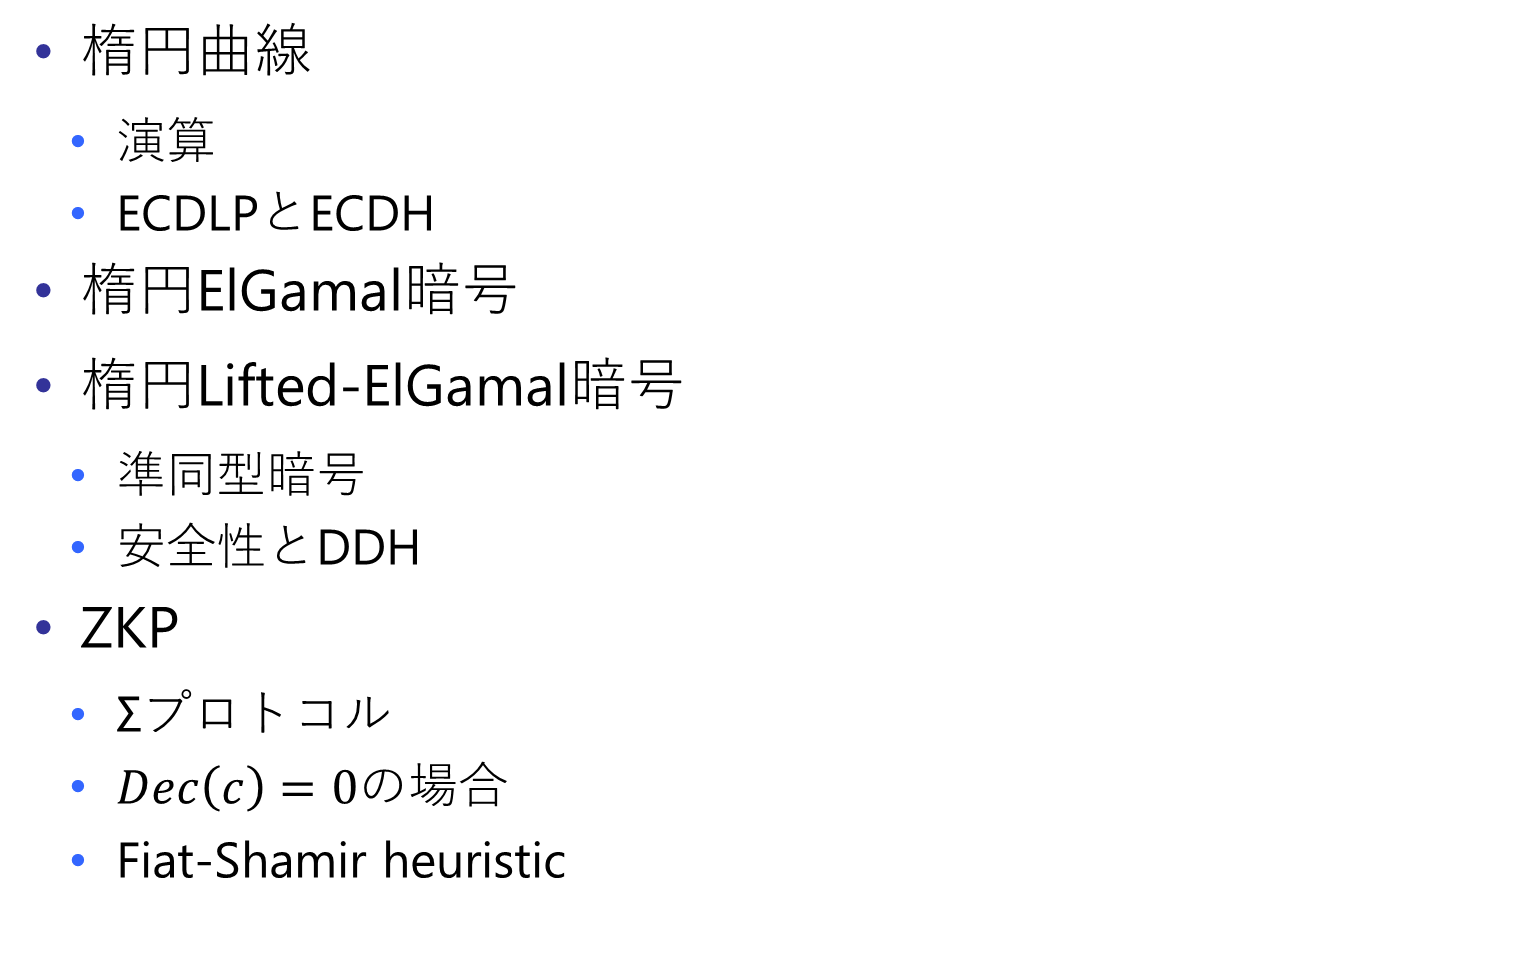 • 楕円曲線
• 演算
• ECDLPとECDH
• 楕円ElGamal暗号
• 楕円Lifted-ElGamal暗号
• 準同型暗号
• 安全性とDDH
• ZKP
• Σプロトコル
• 𝐷𝑒𝑐(𝑐) = 0の場合
• Fiat-Shamir heuristic